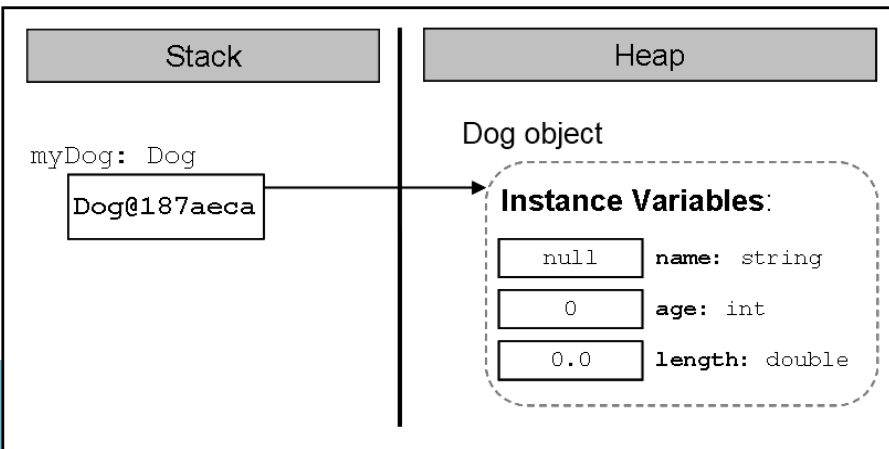 Stack
Heap
myDog: Dog
Dog@187aeca
Dog object
Instance Variables:
null name: string
0 age: int
0.0 length: double